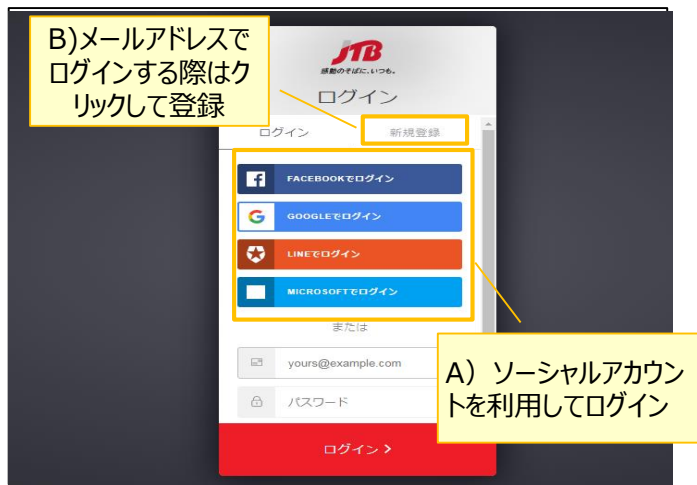 B)メールアドレスで
ログインする際はク
リックして登録
JTB
感動のそばに、いつも。
ログイン
ログイン
新規登録
FACEBOOKでログイン
GOOGLEでログイン
LINEでログイン
MICROSOFTでログイン
または
yours@example.com
パスワード
A）ソーシャルアカウン
トを利用してログイン
ログイン >